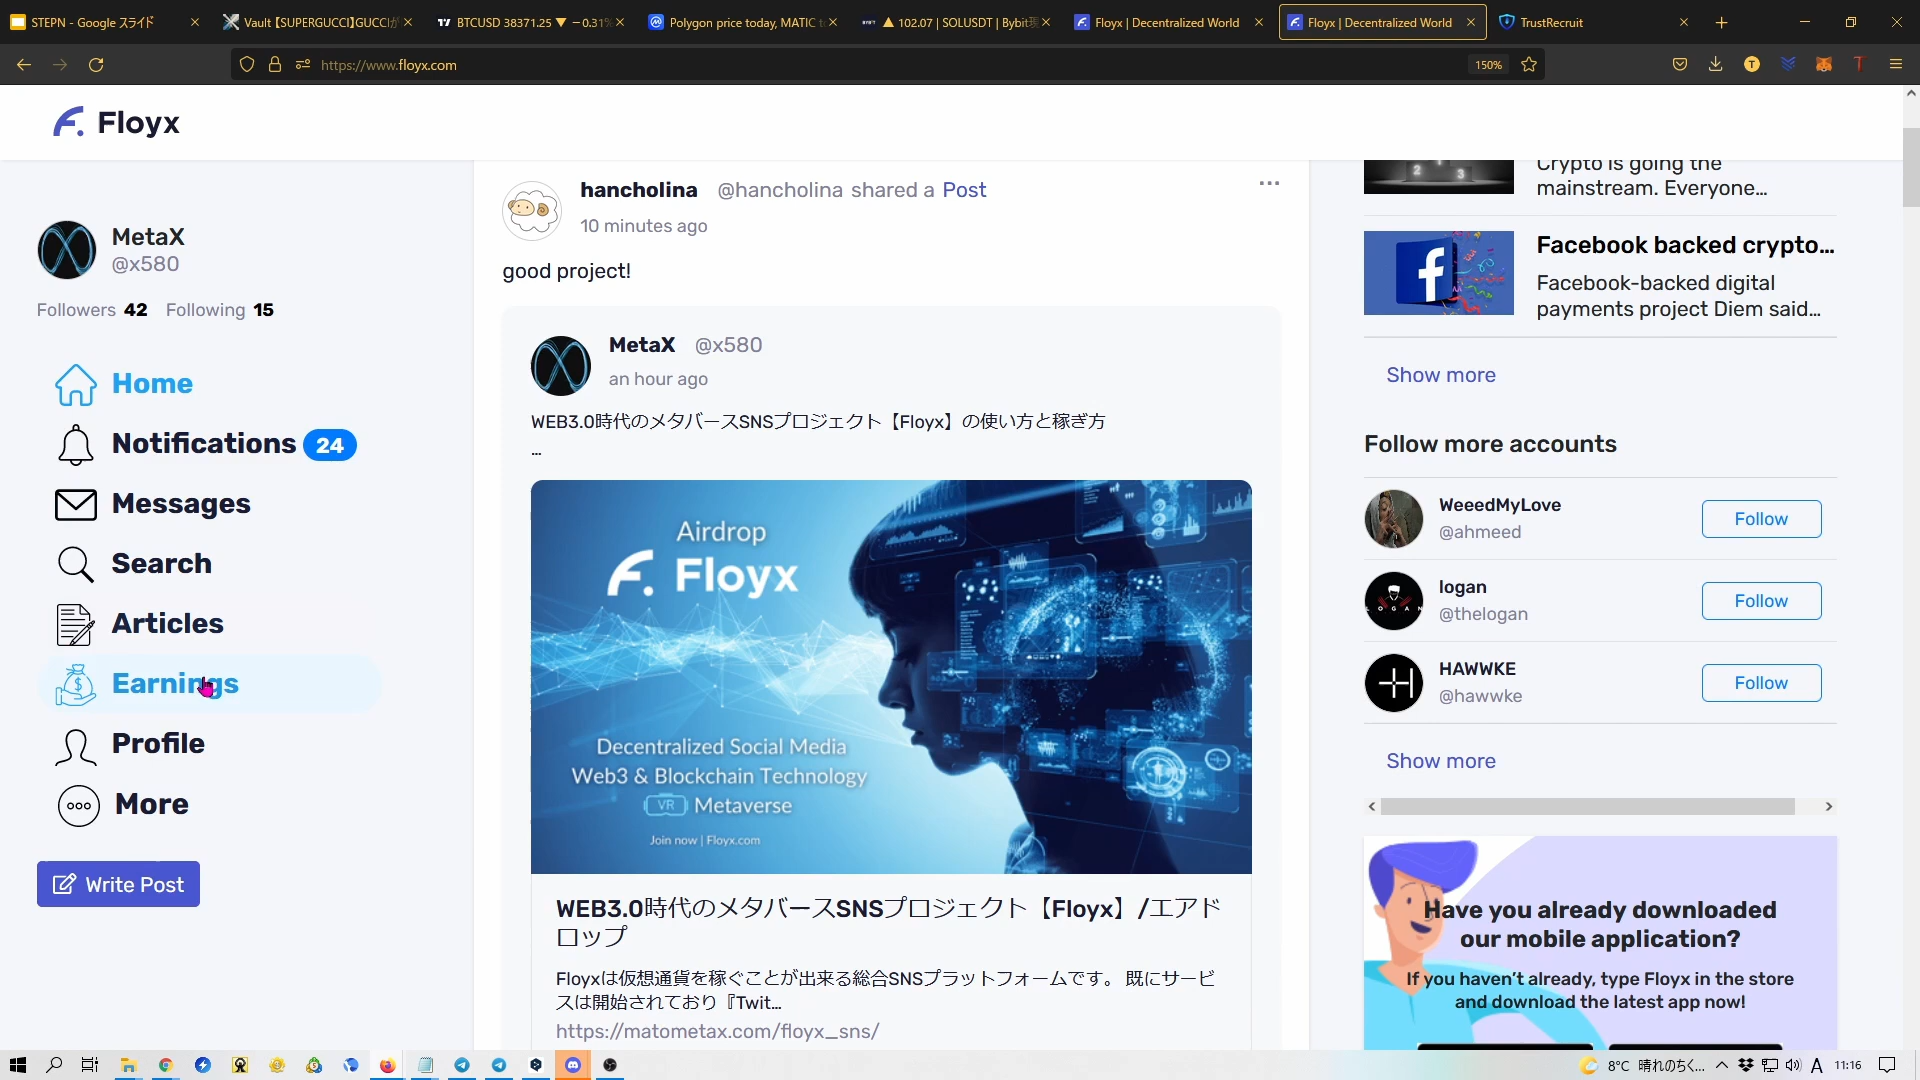 STEPN - Google スライド
Vault【SUPERGUCCI】GUCCIが
BTCUSD 38371.25 ▼ −0.31%
Polygon price today, MATIC to
▲ 102.07 | SOLUSDT | Bybit現
Floyx | Decentralized World
Floyx | Decentralized World
TrustRecruit
https://www.floyx.com
150%
Floyx
MetaX
@x580
Followers 42 Following 15
Home
Notifications 24
Messages
Search
Articles
Earnings
Profile
More
Write Post
hancholina @hancholina shared a Post
10 minutes ago
good project!
MetaX @x580
an hour ago
WEB3.0時代のメタバースSNSプロジェクト【Floyx】の使い方と稼ぎ方
...
Airdrop
Floyx
Decentralized Social Media
Web3 & Blockchain Technology
VR Metaverse
Join now | Floyx.com
WEB3.0時代のメタバースSNSプロジェクト【Floyx】/エアド
ロップ
Floyxは仮想通貨を稼ぐことが出来る総合SNSプラットフォームです。 既にサービ
スは開始されており『Twit...
https://matometax.com/floyx_sns/
Crypto is going the
mainstream. Everyone...
Facebook backed crypto...
Facebook-backed digital
payments project Diem said...
Show more
Follow more accounts
WeeedMyLove
@ahmeed
Follow
logan
@thelogan
Follow
HAWWKE
@hawwke
Follow
Show more
Have you already downloaded
our mobile application?
If you haven't already, type Floyx in the store
and download the latest app now!
8°C 晴れのちく...
A
11:16